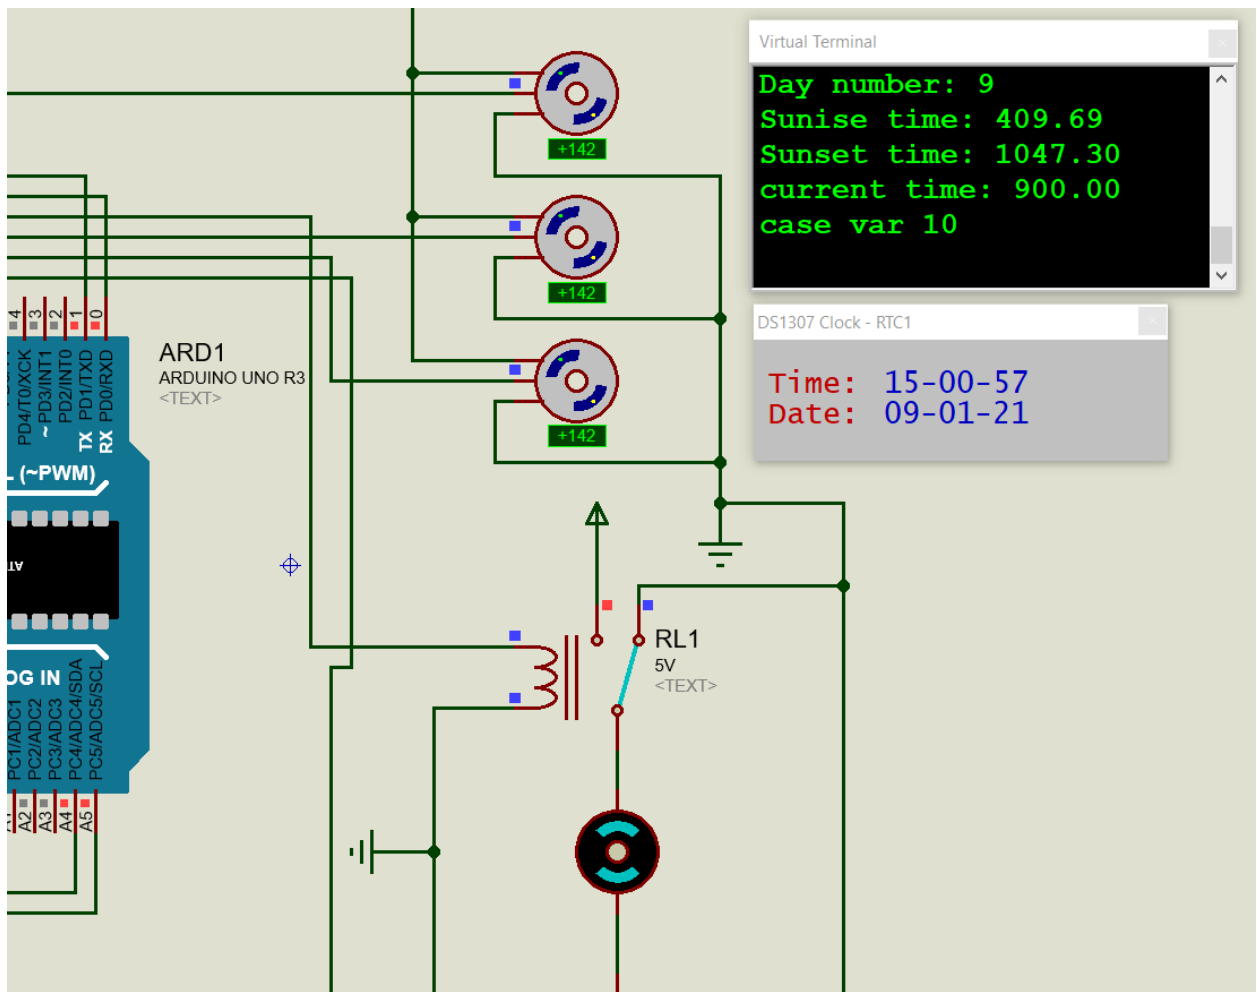 Virtual Terminal
Day number: 9
Sunise time: 409.69
Sunset time: 1047.30
current time: 900.00
case var 10
DS1307 Clock - RTC1
Time: 15-00-57
Date: 09-01-21
+142
+142
+142
ARD1
ARDUINO UNO R3
<TEXT>
4
3
2
1
0
PD4/T0/XCK
~ PD3/INT1
PD2/INT0
TX PD1/TXD
RX PD0/RXD
(~PWM)
OG IN
PC1/ADC1
PC2/ADC2
PC3/ADC3
PC4/ADC4/SDA
PC5/ADC5/SCL
A1
A2
A3
A4
A5
RL1
5V
<TEXT>